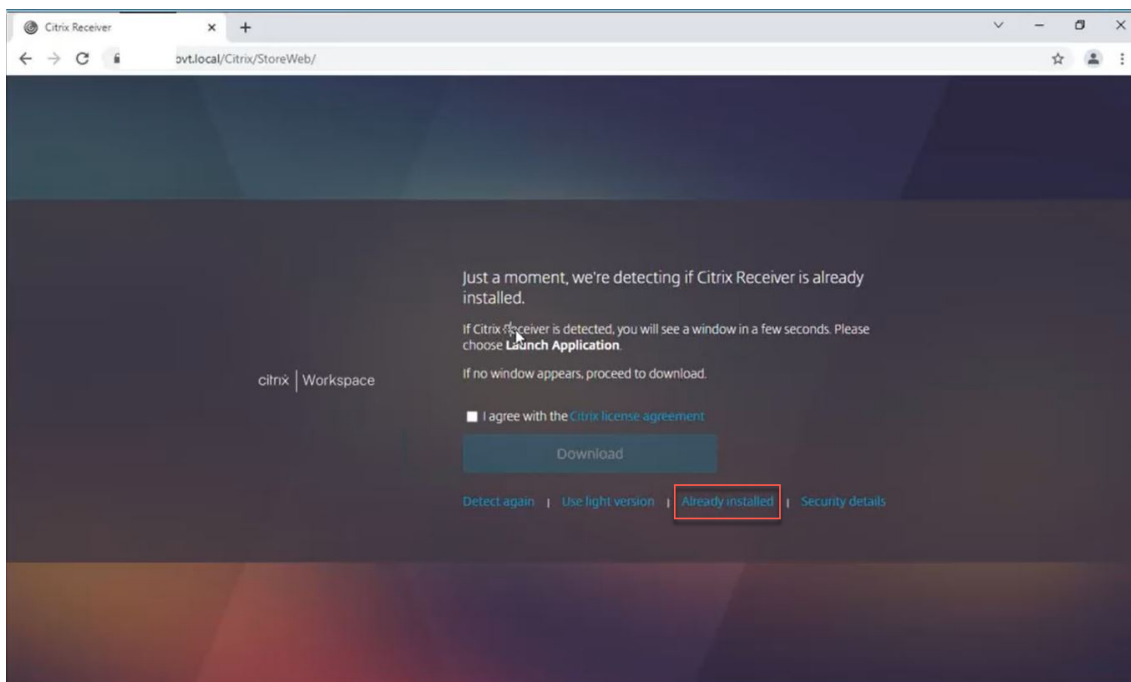 Citrix Receiver
ovt.local/Citrix/StoreWeb/
Just a moment, we're detecting if Citrix Receiver is already
installed.
If Citrix Receiver is detected, you will see a window in a few seconds. Please
choose Launch Application.
If no window appears, proceed to download.
citrix | Workspace
I agree with the Citrix license agreement
Download
Detect again | Use light version | Already installed | Security details